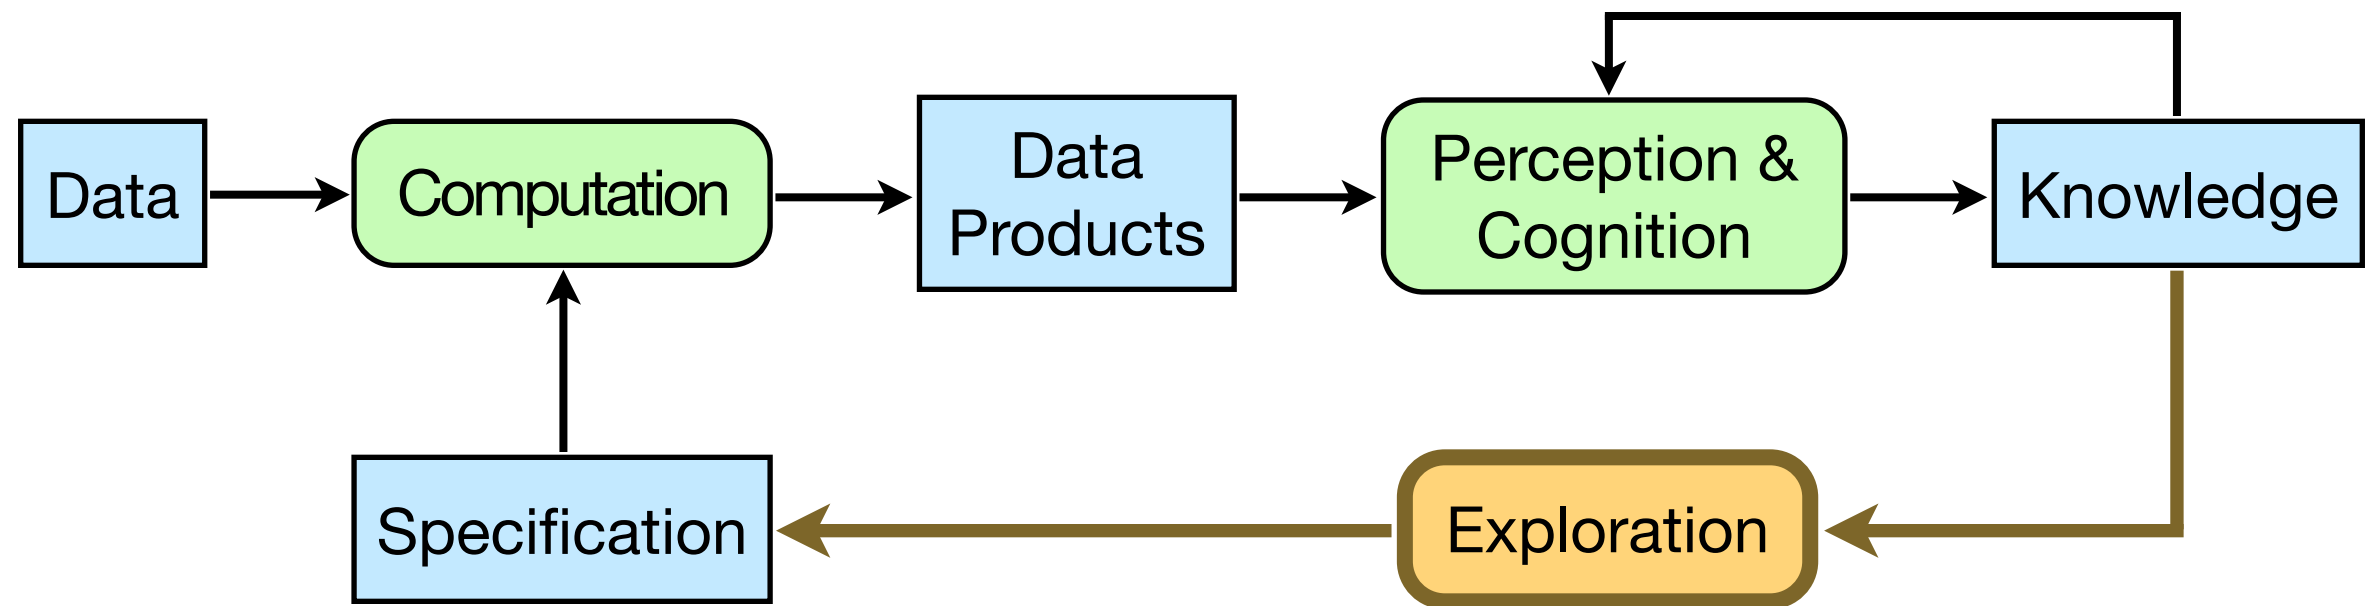 Data
Computation
Data
Products
Perception &
Cognition
Knowledge
Specification
Exploration